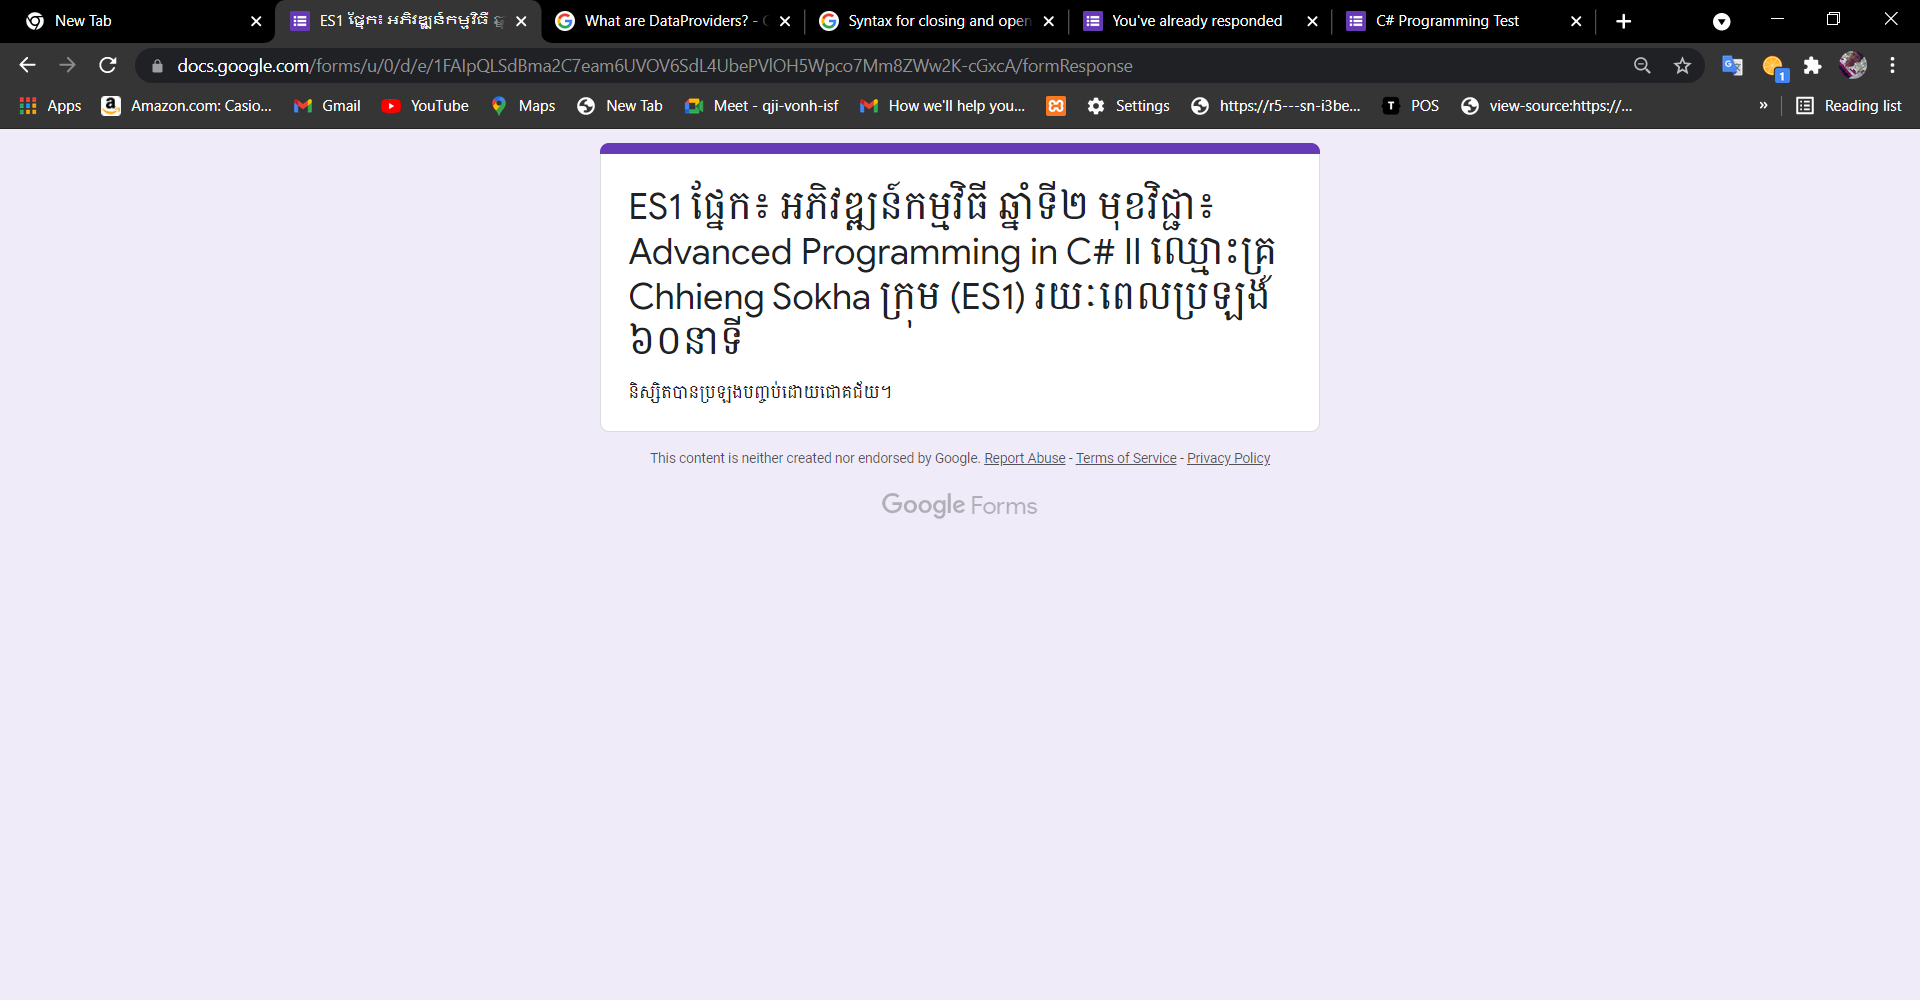 New Tab
ES1 ផ្នែក៖ អភិវឌ្ឍន៍កម្មវិធី ឆ្ន
What are DataProviders? - G
Syntax for closing and open
You've already responded
C# Programming Test
docs.google.com/forms/u/0/d/e/1FAIpQLSdBma2C7eam6UVOV6SdL4UbePVlOH5Wpco7Mm8ZWw2K-cGxcA/formResponse
1
Apps
Amazon.com: Casio...
Gmail
YouTube
Maps
New Tab
Meet - qji-vonh-isf
How we'll help you...
Settings
https://r5---sn-i3be...
T
POS
view-source:https://...
»
Reading list
ES1 ផ្នែក៖ អភិវឌ្ឍន៍កម្មវិធី ឆ្នាំទី២ មុខវិជ្ជា៖
Advanced Programming in C# II ឈ្មោះគ្រូ
Chhieng Sokha ក្រុម (ES1) រយៈពេលប្រឡង
៦០នាទី
និស្សិតបានប្រឡងបញ្ចប់ដោយជោគជ័យ។
This content is neither created nor endorsed by Google. Report Abuse - Terms of Service - Privacy Policy
Google Forms